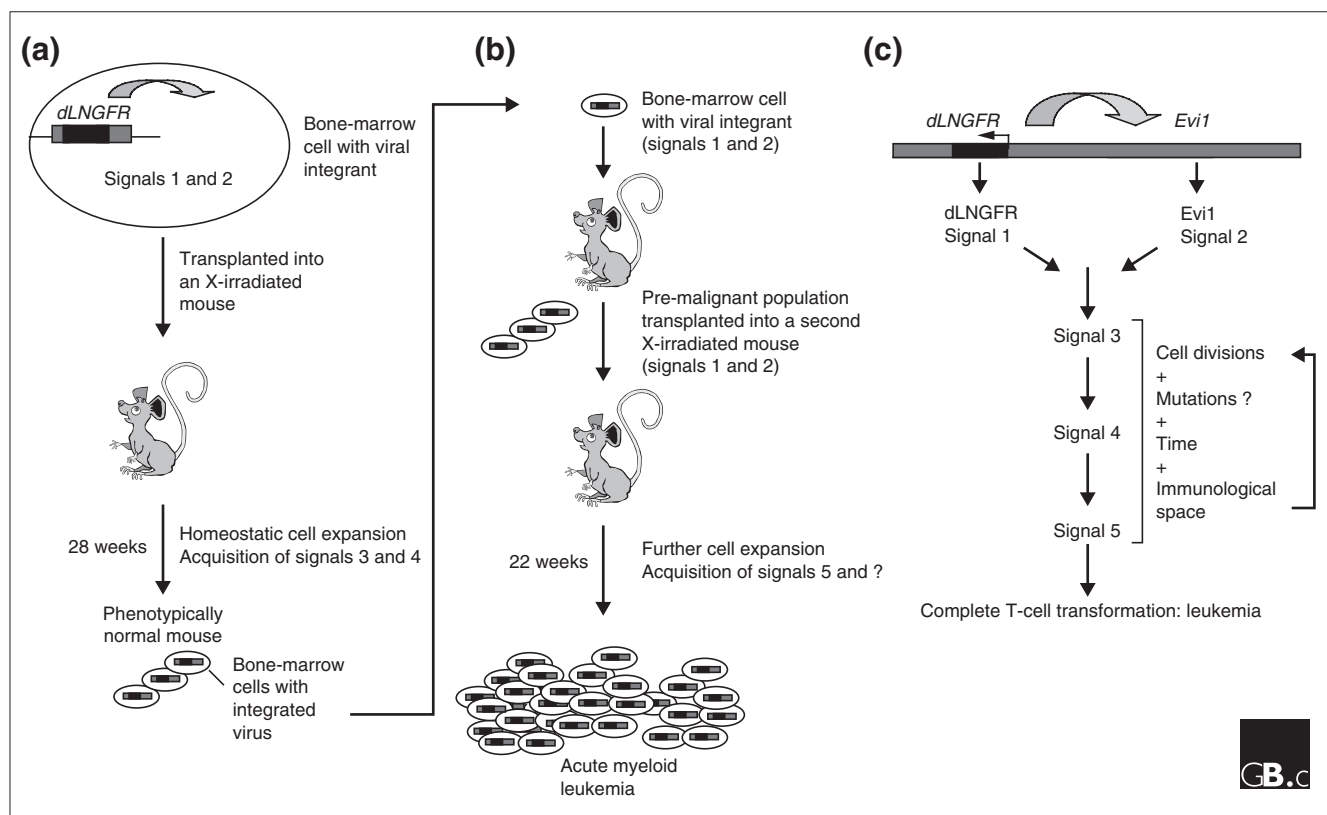 (a)
dLNGFR
Signals 1 and 2
Bone-marrow
cell with viral
integrant
Transplanted into
an X-irradiated
mouse
28 weeks
Homeostatic cell expansion
Acquisition of signals 3 and 4
Phenotypically
normal mouse
Bone-marrow
cells with
integrated
virus
(b)
Bone-marrow cell
with viral integrant
(signals 1 and 2)
Pre-malignant population
transplanted into a second
X-irradiated mouse
(signals 1 and 2)
22 weeks
Further cell expansion
Acquisition of signals 5 and ?
Acute myeloid
leukemia
(c)
dLNGFR
Evi1
dLNGFR
Signal 1
Evi1
Signal 2
Signal 3
Signal 4
Signal 5
Cell divisions
+
Mutations ?
+
Time
+
Immunological
space
Complete T-cell transformation: leukemia
GB.c